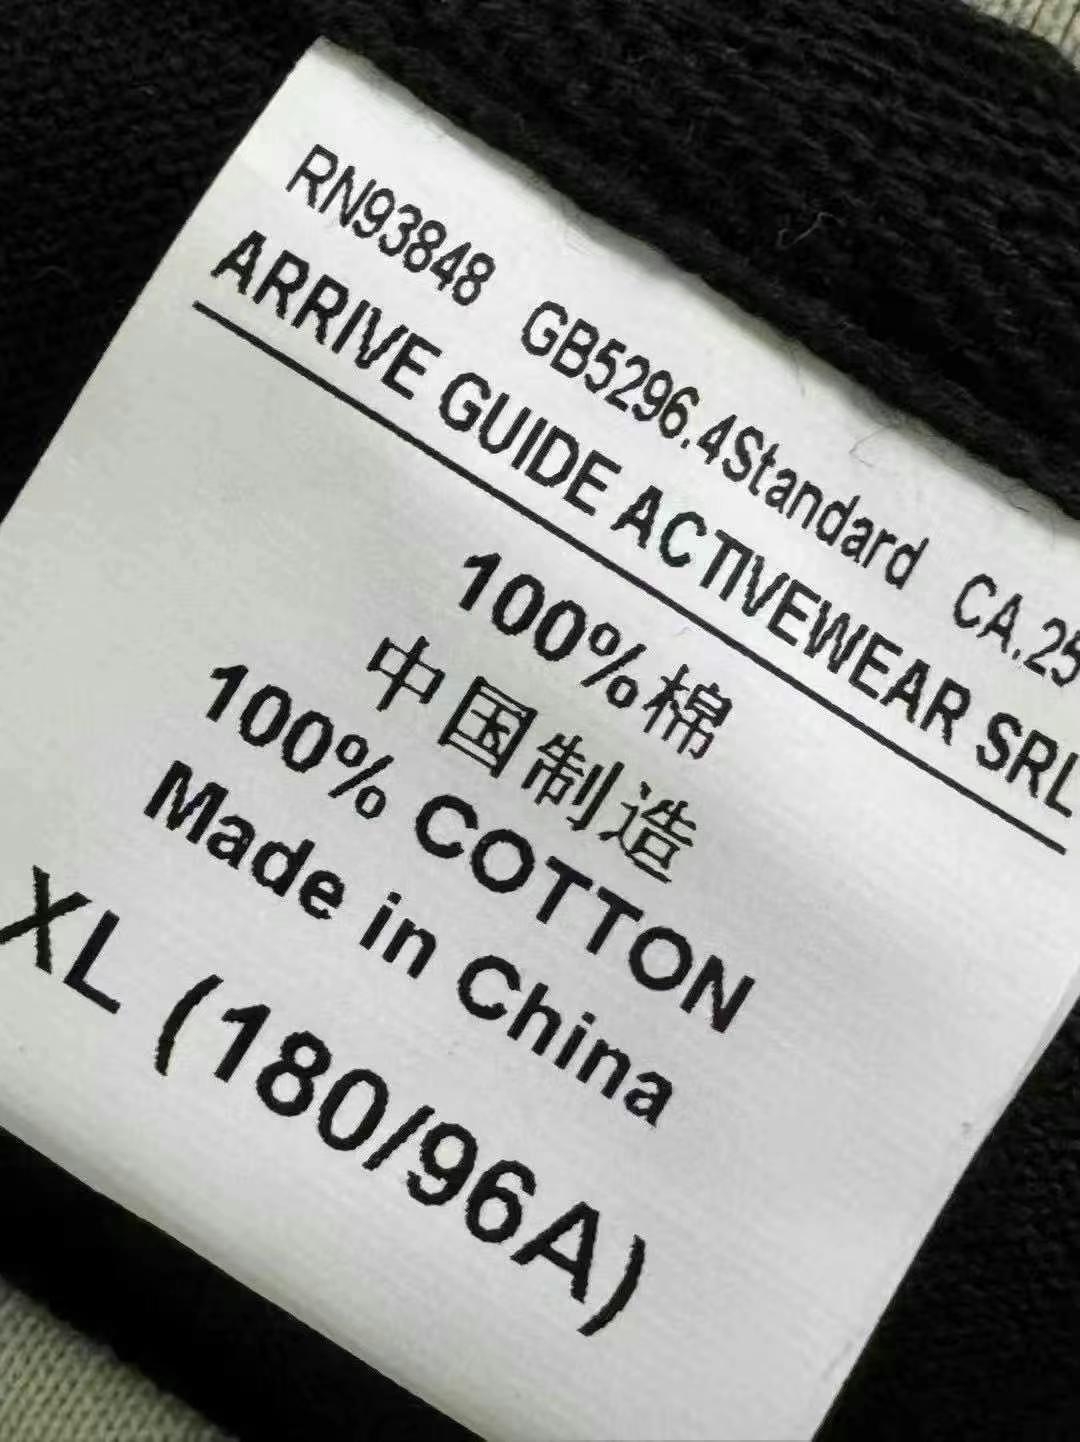 RN93848 GB5296.4Standard CA.25
ARRIVE GUIDE ACTIVEWEAR SRL
100%棉
中国制造
100% COTTON
Made in China
XL (180/96A)